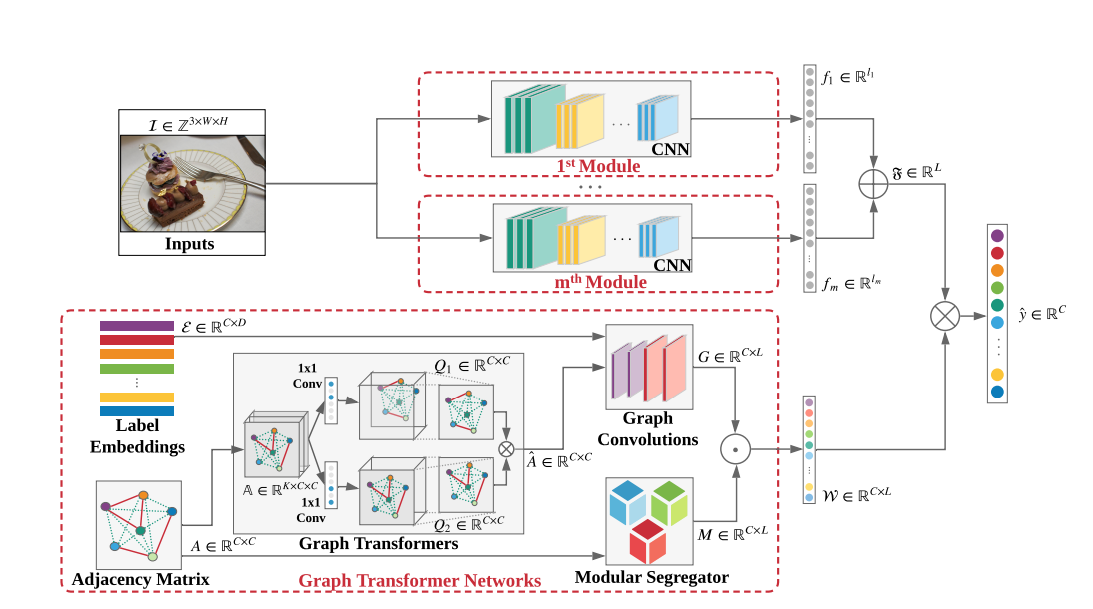 𝓘 ∈ ℤ^{3×W×H}
Inputs
CNN
1st Module
...
CNN
mth Module
f_1 ∈ ℝ^{l_1}
f_m ∈ ℝ^{l_m}
𝔉 ∈ ℝ^L
ŷ ∈ ℝ^C
Label
Embeddings
𝓔 ∈ ℝ^{C×D}
Adjacency Matrix
A ∈ ℝ^{C×C}
𝔸 ∈ ℝ^{K×C×C}
1x1
Conv
1x1
Conv
Q_1 ∈ ℝ^{C×C}
Q_2 ∈ ℝ^{C×C}
Graph Transformers
Â ∈ ℝ^{C×C}
Graph
Convolutions
G ∈ ℝ^{C×L}
Modular Segregator
M ∈ ℝ^{C×L}
𝓦 ∈ ℝ^{C×L}
Graph Transformer Networks